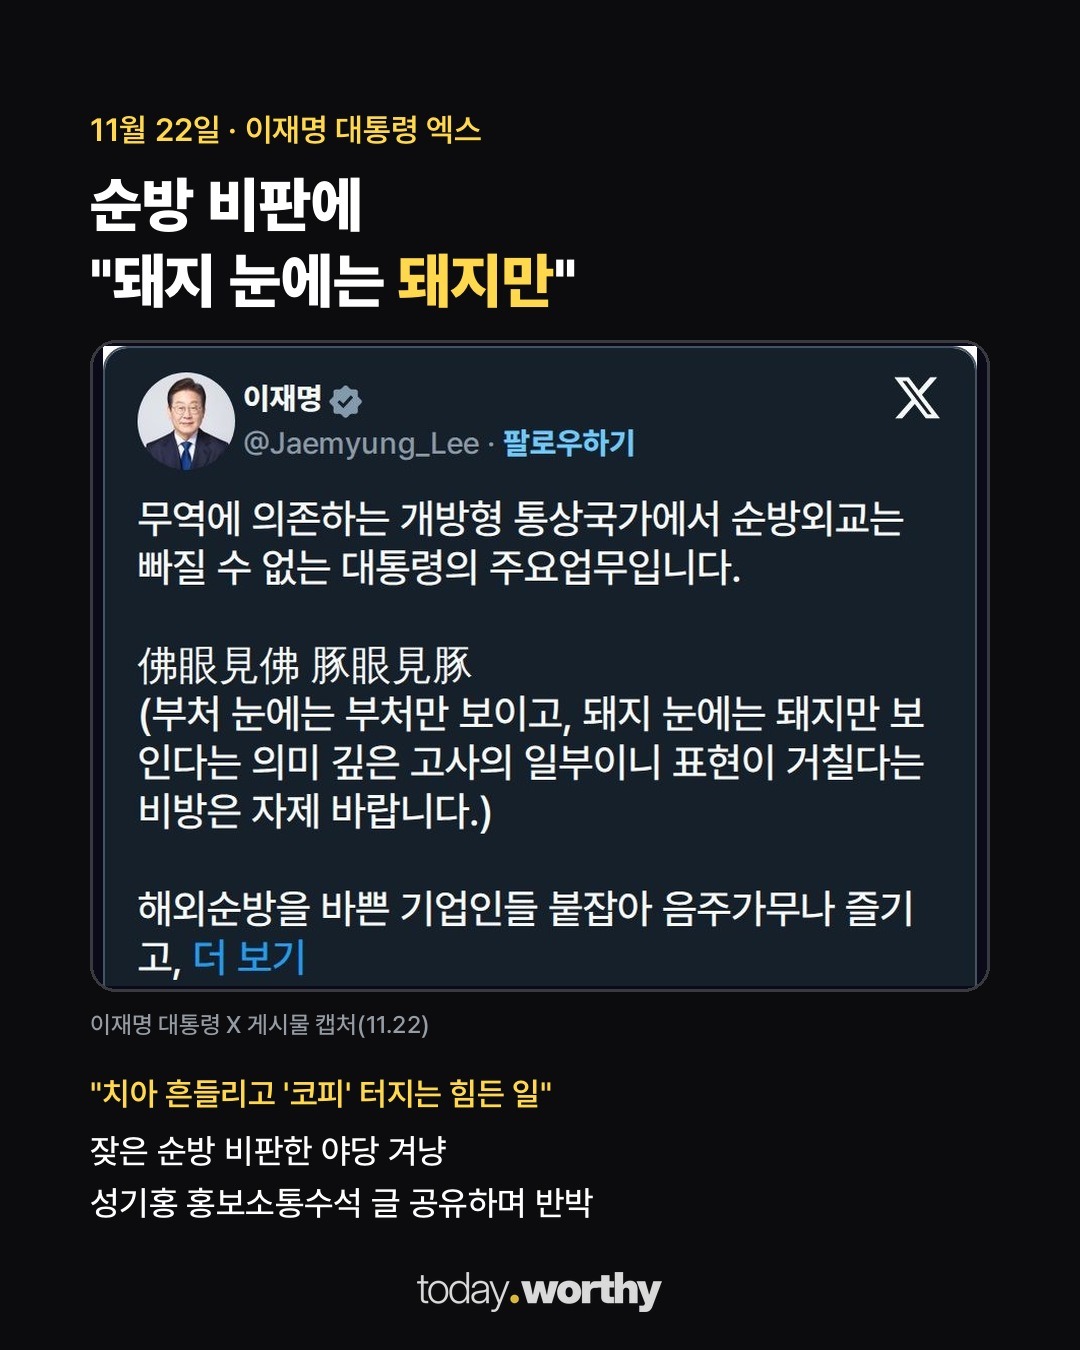 11월 22일 · 이재명 대통령 엑스
순방 비판에
"돼지 눈에는 돼지만"
이재명
@Jaemyung_Lee · 팔로우하기
무역에 의존하는 개방형 통상국가에서 순방외교는
빠질 수 없는 대통령의 주요업무입니다.
佛眼見佛 豚眼見豚
(부처 눈에는 부처만 보이고, 돼지 눈에는 돼지만 보
인다는 의미 깊은 고사의 일부이니 표현이 거칠다는
비방은 자제 바랍니다.)
해외순방을 바쁜 기업인들 붙잡아 음주가무나 즐기
고, 더 보기
이재명 대통령 X 게시물 캡처(11.22)
"치아 흔들리고 '코피' 터지는 힘든 일"
잦은 순방 비판한 야당 겨냥
성기홍 홍보소통수석 글 공유하며 반박
today.worthy